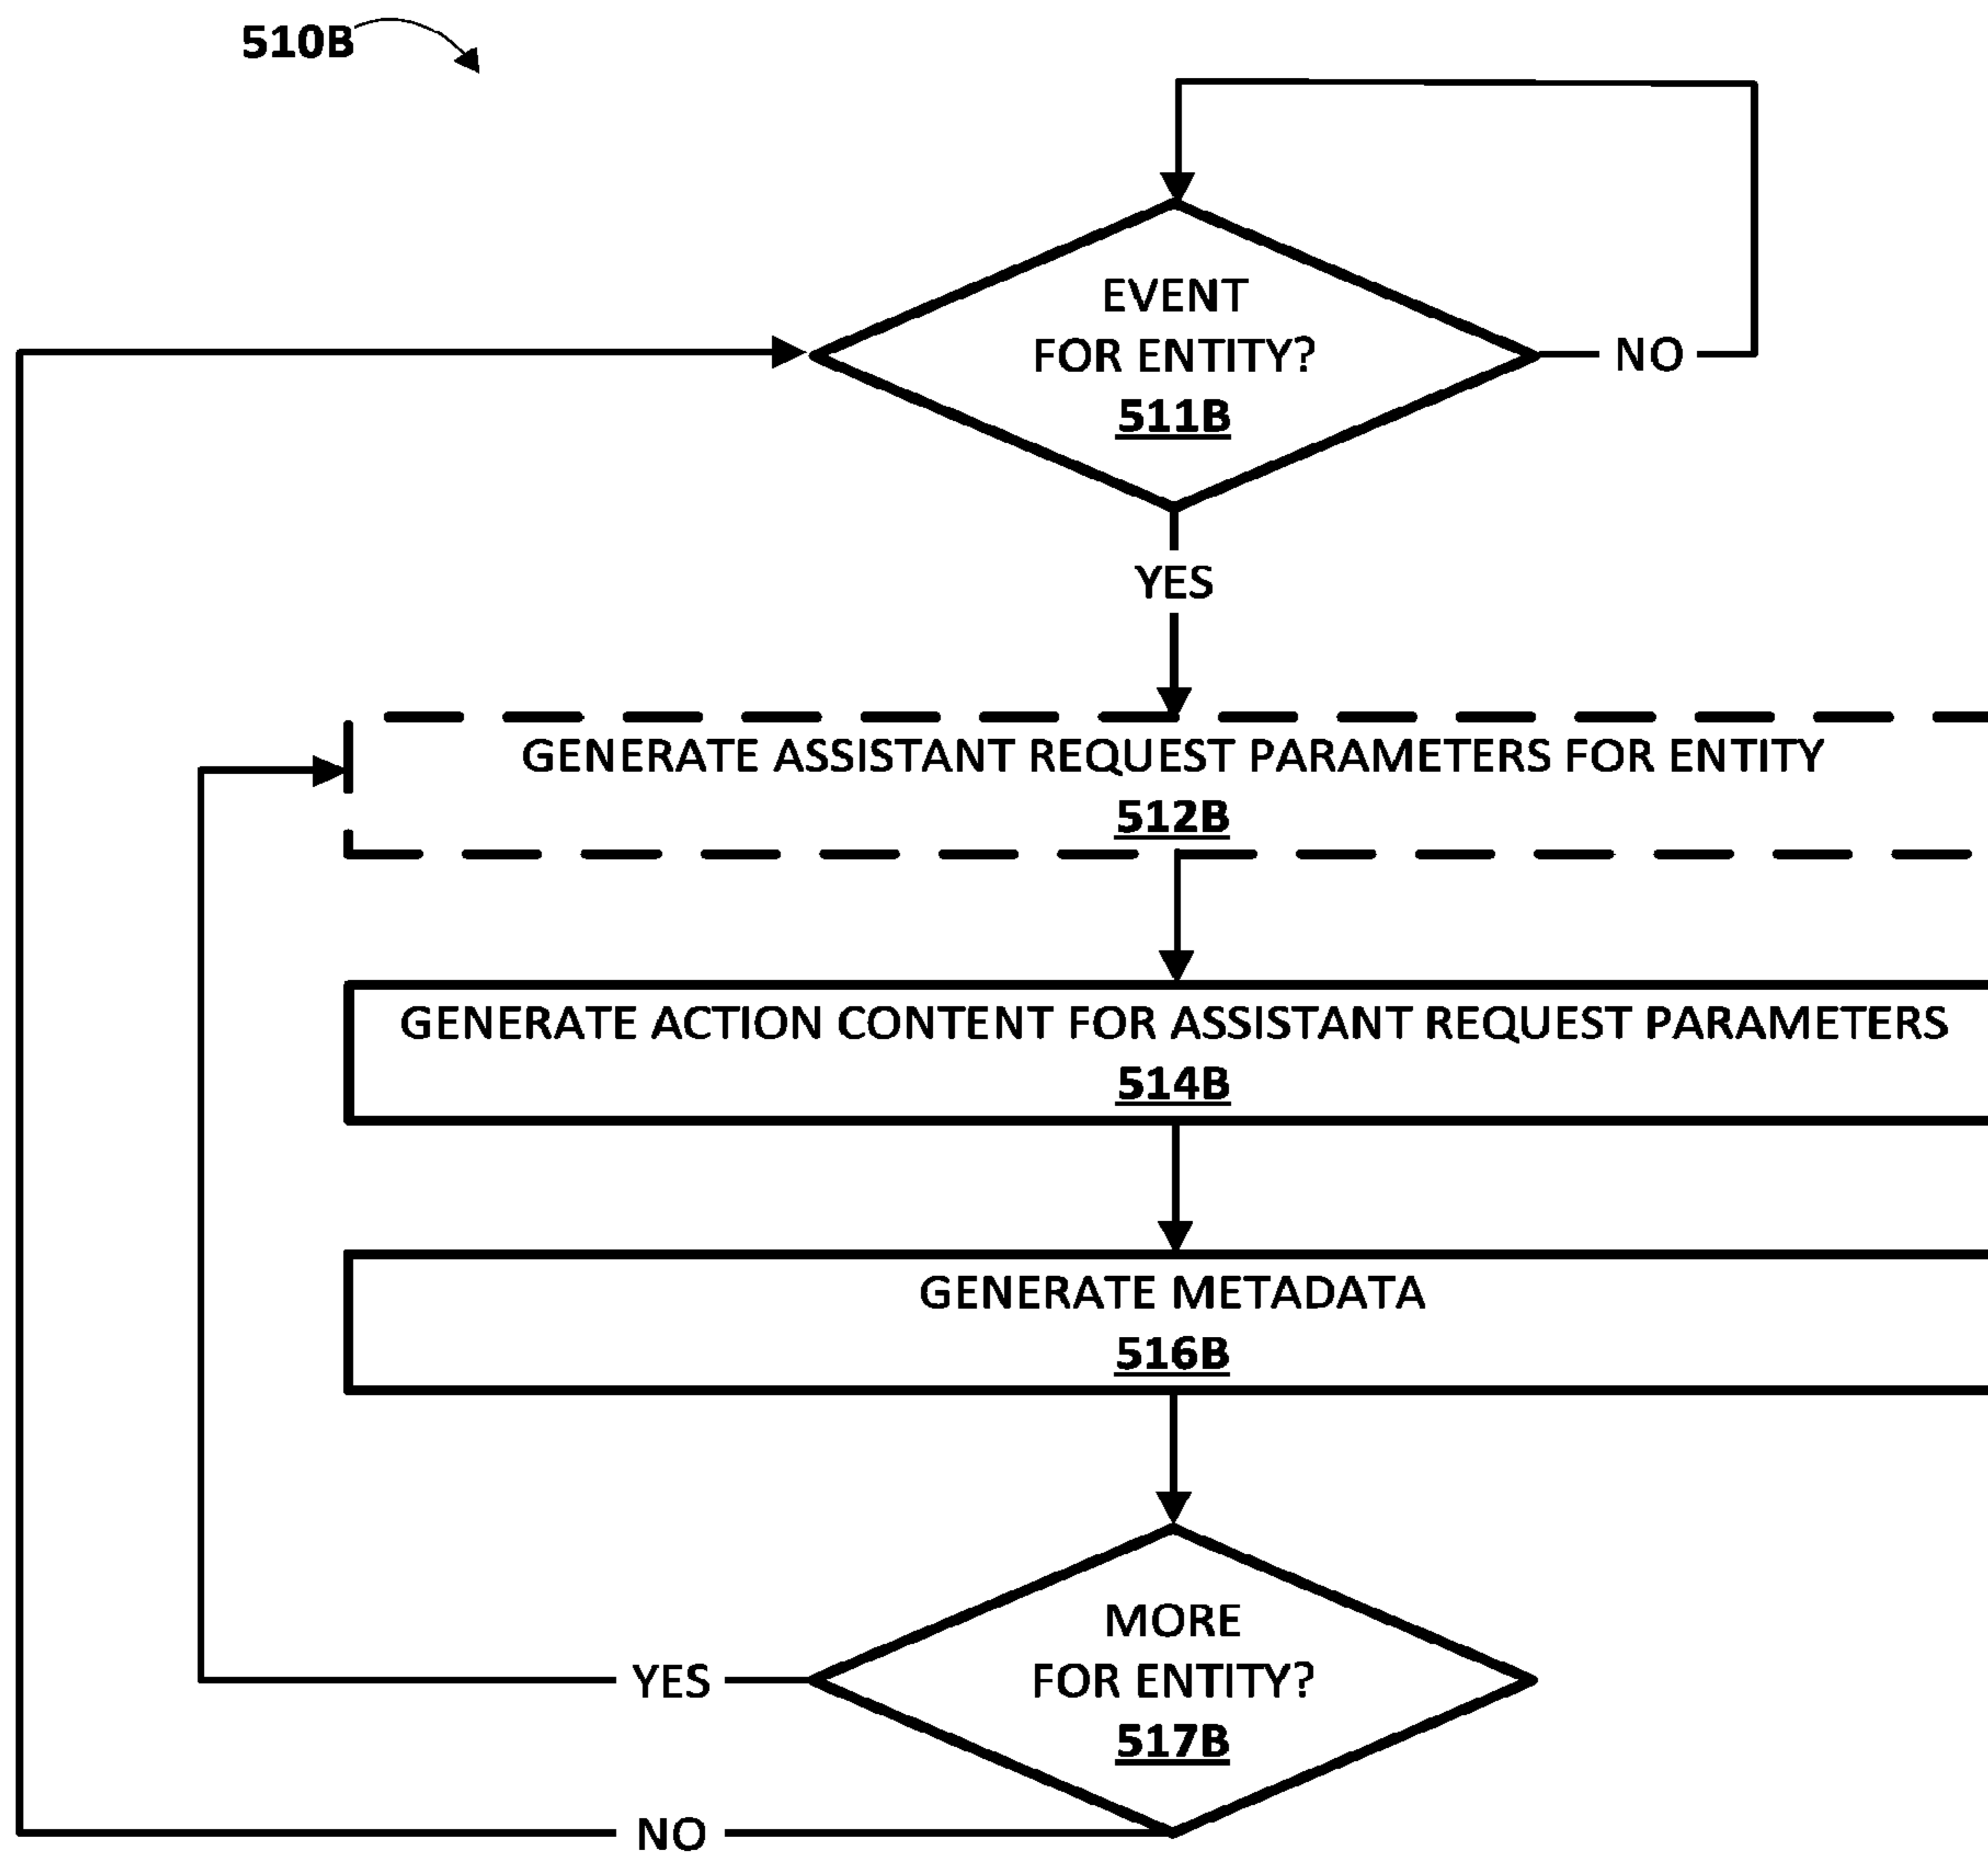 510B
EVENT
FOR ENTITY?
511B
NO
YES
GENERATE ASSISTANT REQUEST PARAMETERS FOR ENTITY
512B
GENERATE ACTION CONTENT FOR ASSISTANT REQUEST PARAMETERS
514B
GENERATE METADATA
516B
MORE
FOR ENTITY?
517B
YES
NO